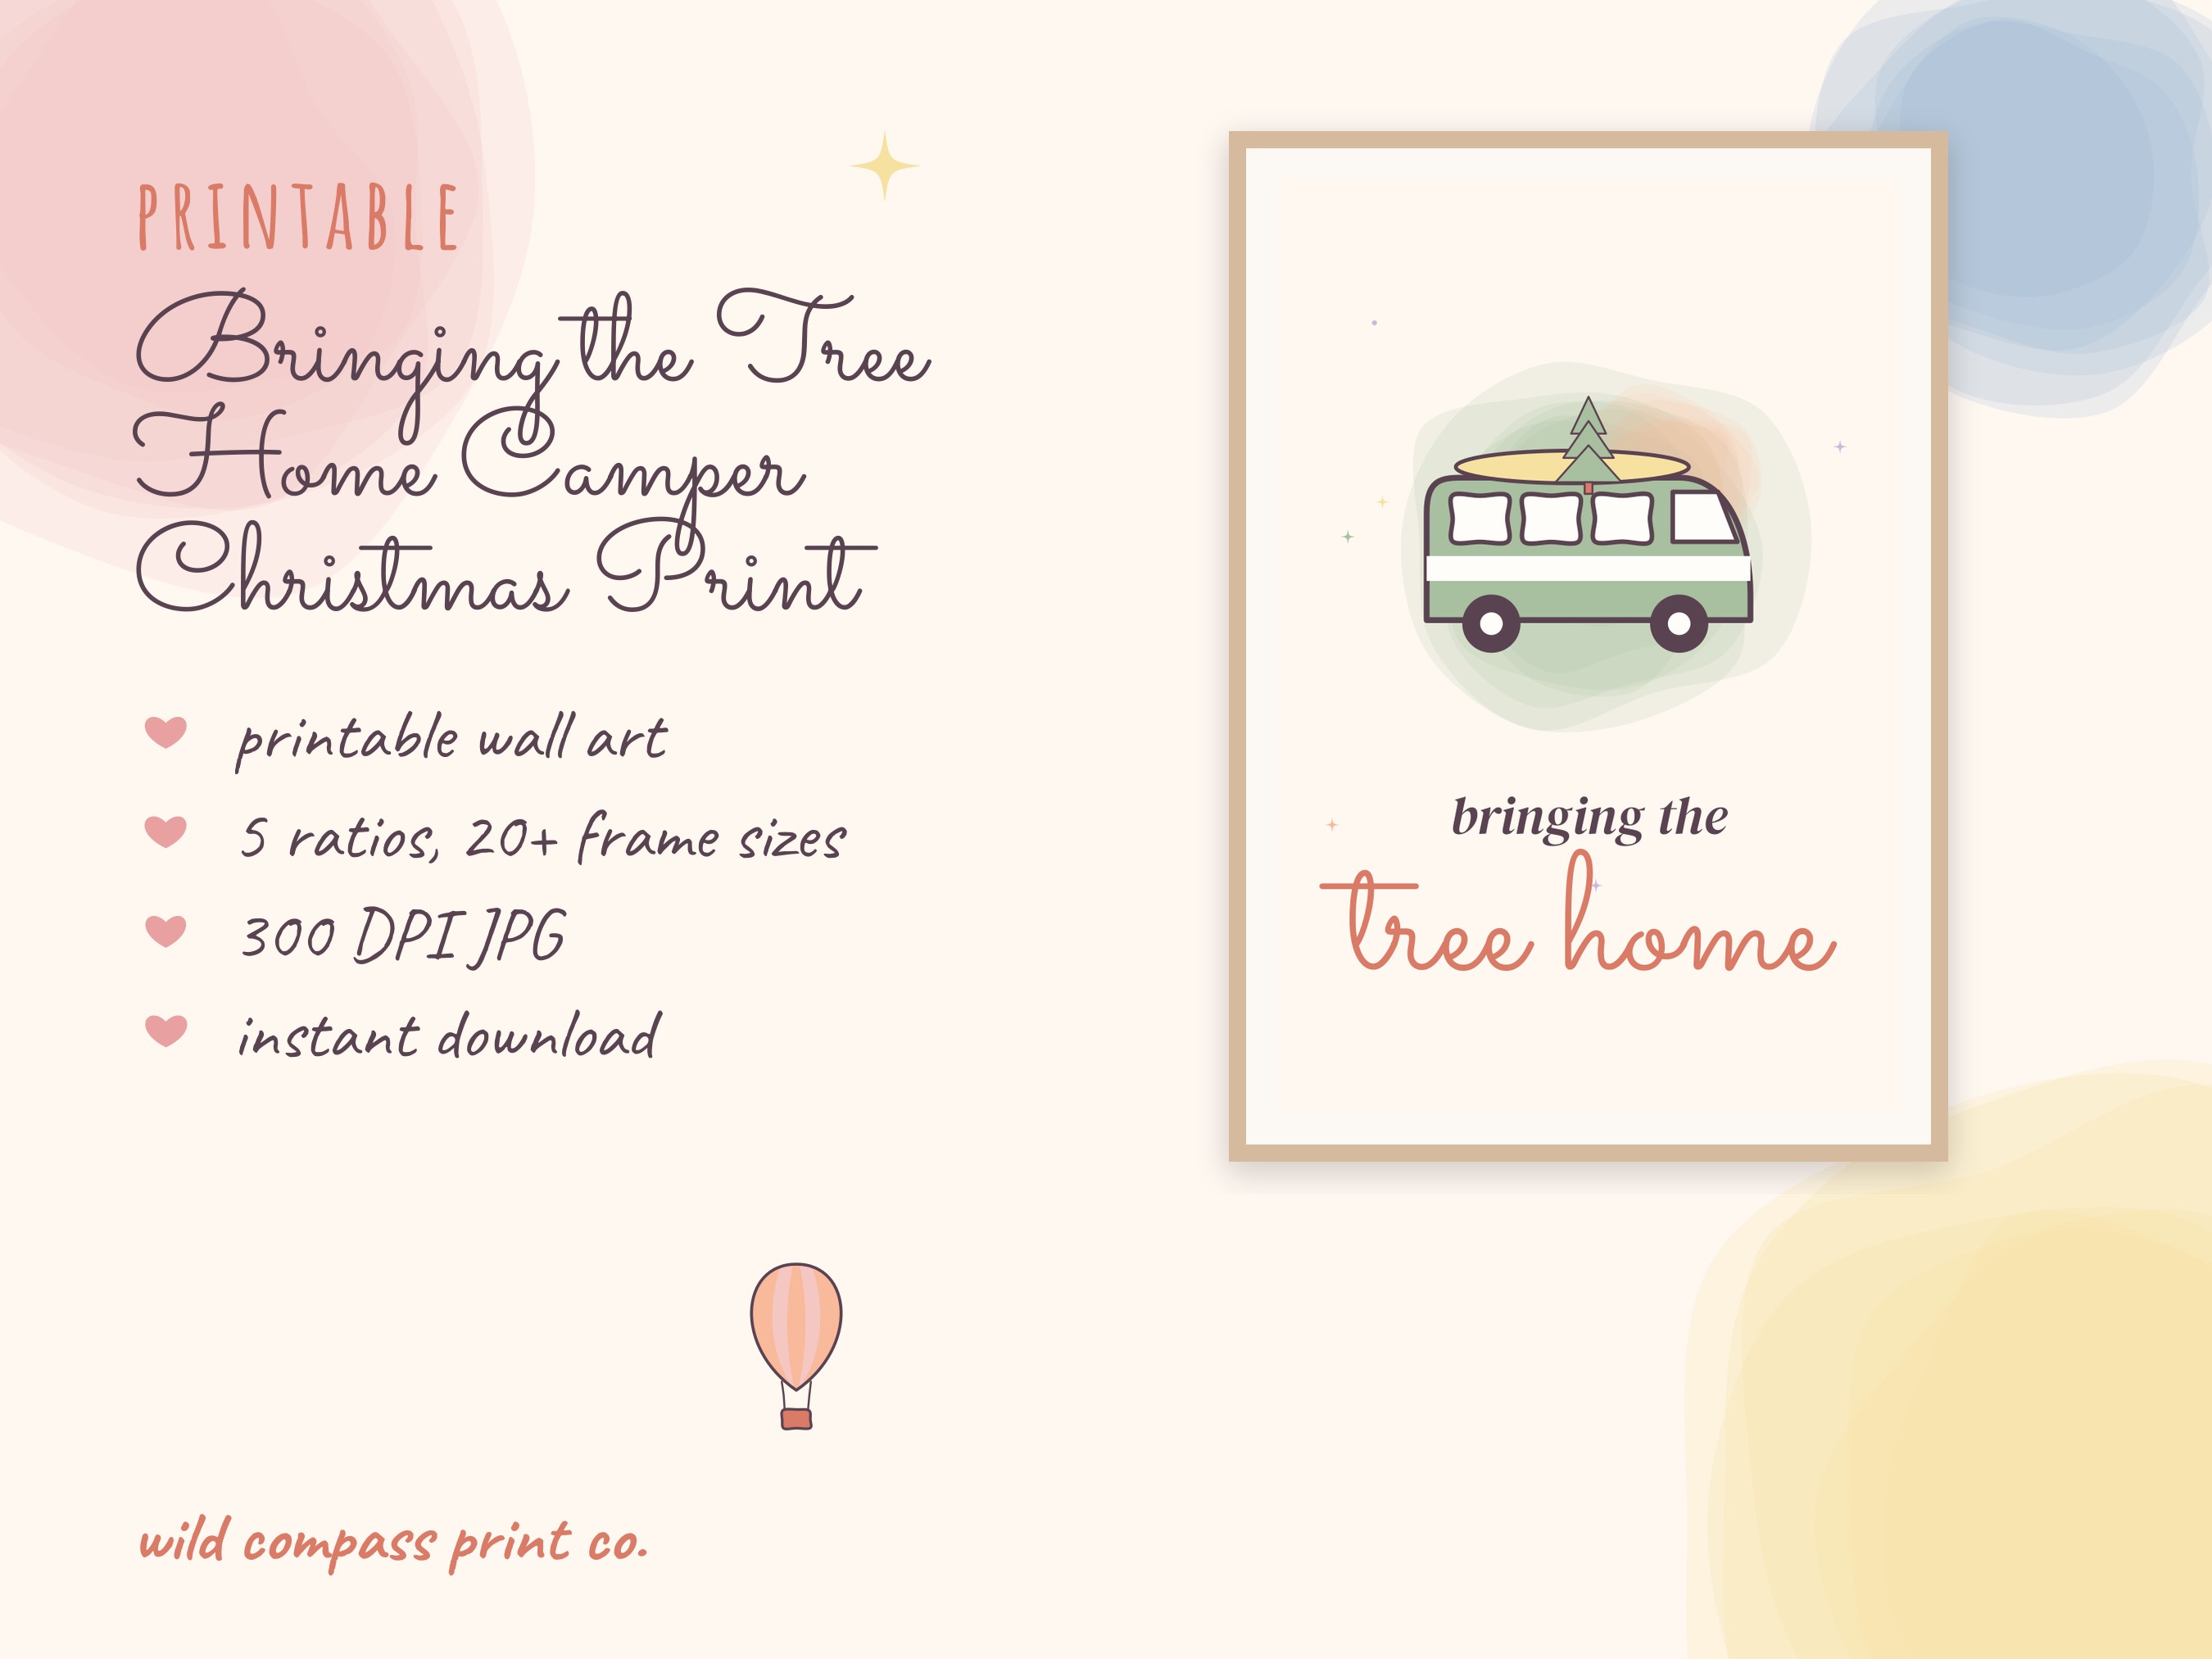 PRINTABLE
Bringing the Tree
Home Camper
Christmas Print
printable wall art
5 ratios, 20+ frame sizes
300 DPI JPG
instant download
wild compass print co.
bringing the
tree home